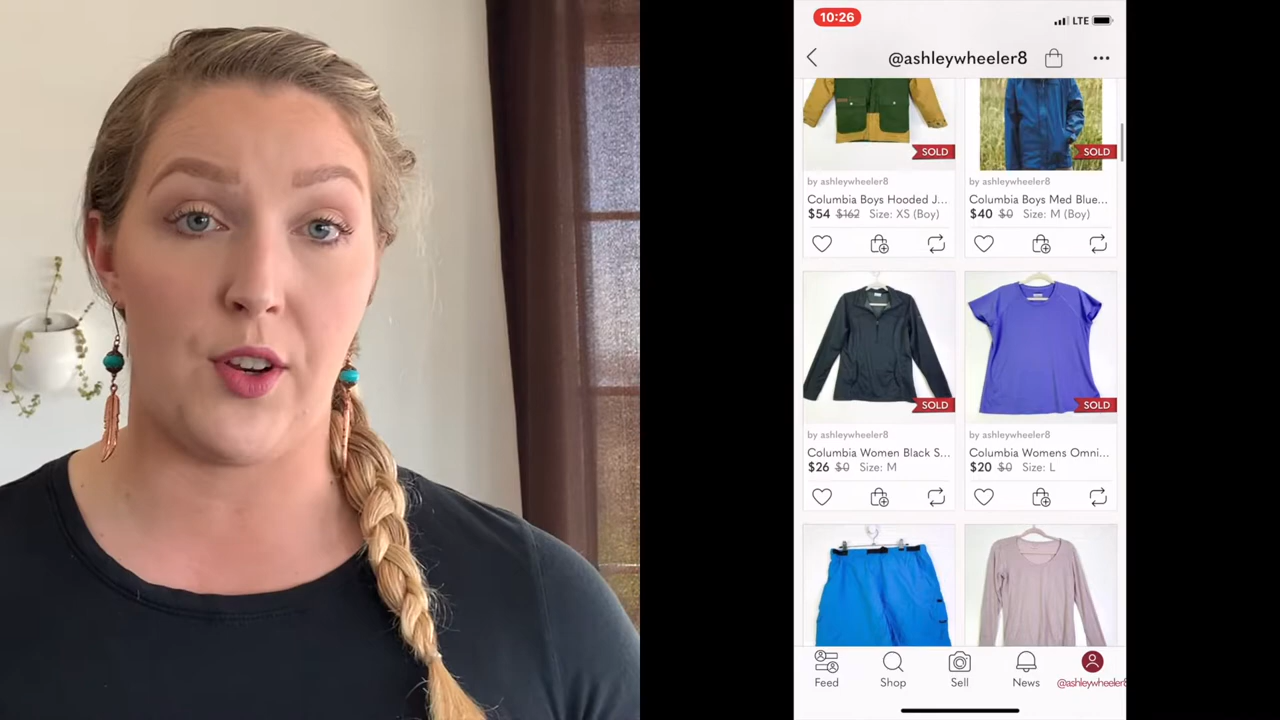 10:26
LTE
@ashleywheeler8
SOLD
SOLD
by ashleywheeler8
by ashleywheeler8
Columbia Boys Hooded J...
Columbia Boys Med Blue...
$54 $162 Size: XS (Boy)
$40 $0 Size: M (Boy)
SOLD
SOLD
by ashleywheeler8
by ashleywheeler8
Columbia Women Black S...
Columbia Womens Omni...
$26 $0 Size: M
$20 $0 Size: L
Feed
Shop
Sell
News
@ashleywheeler8